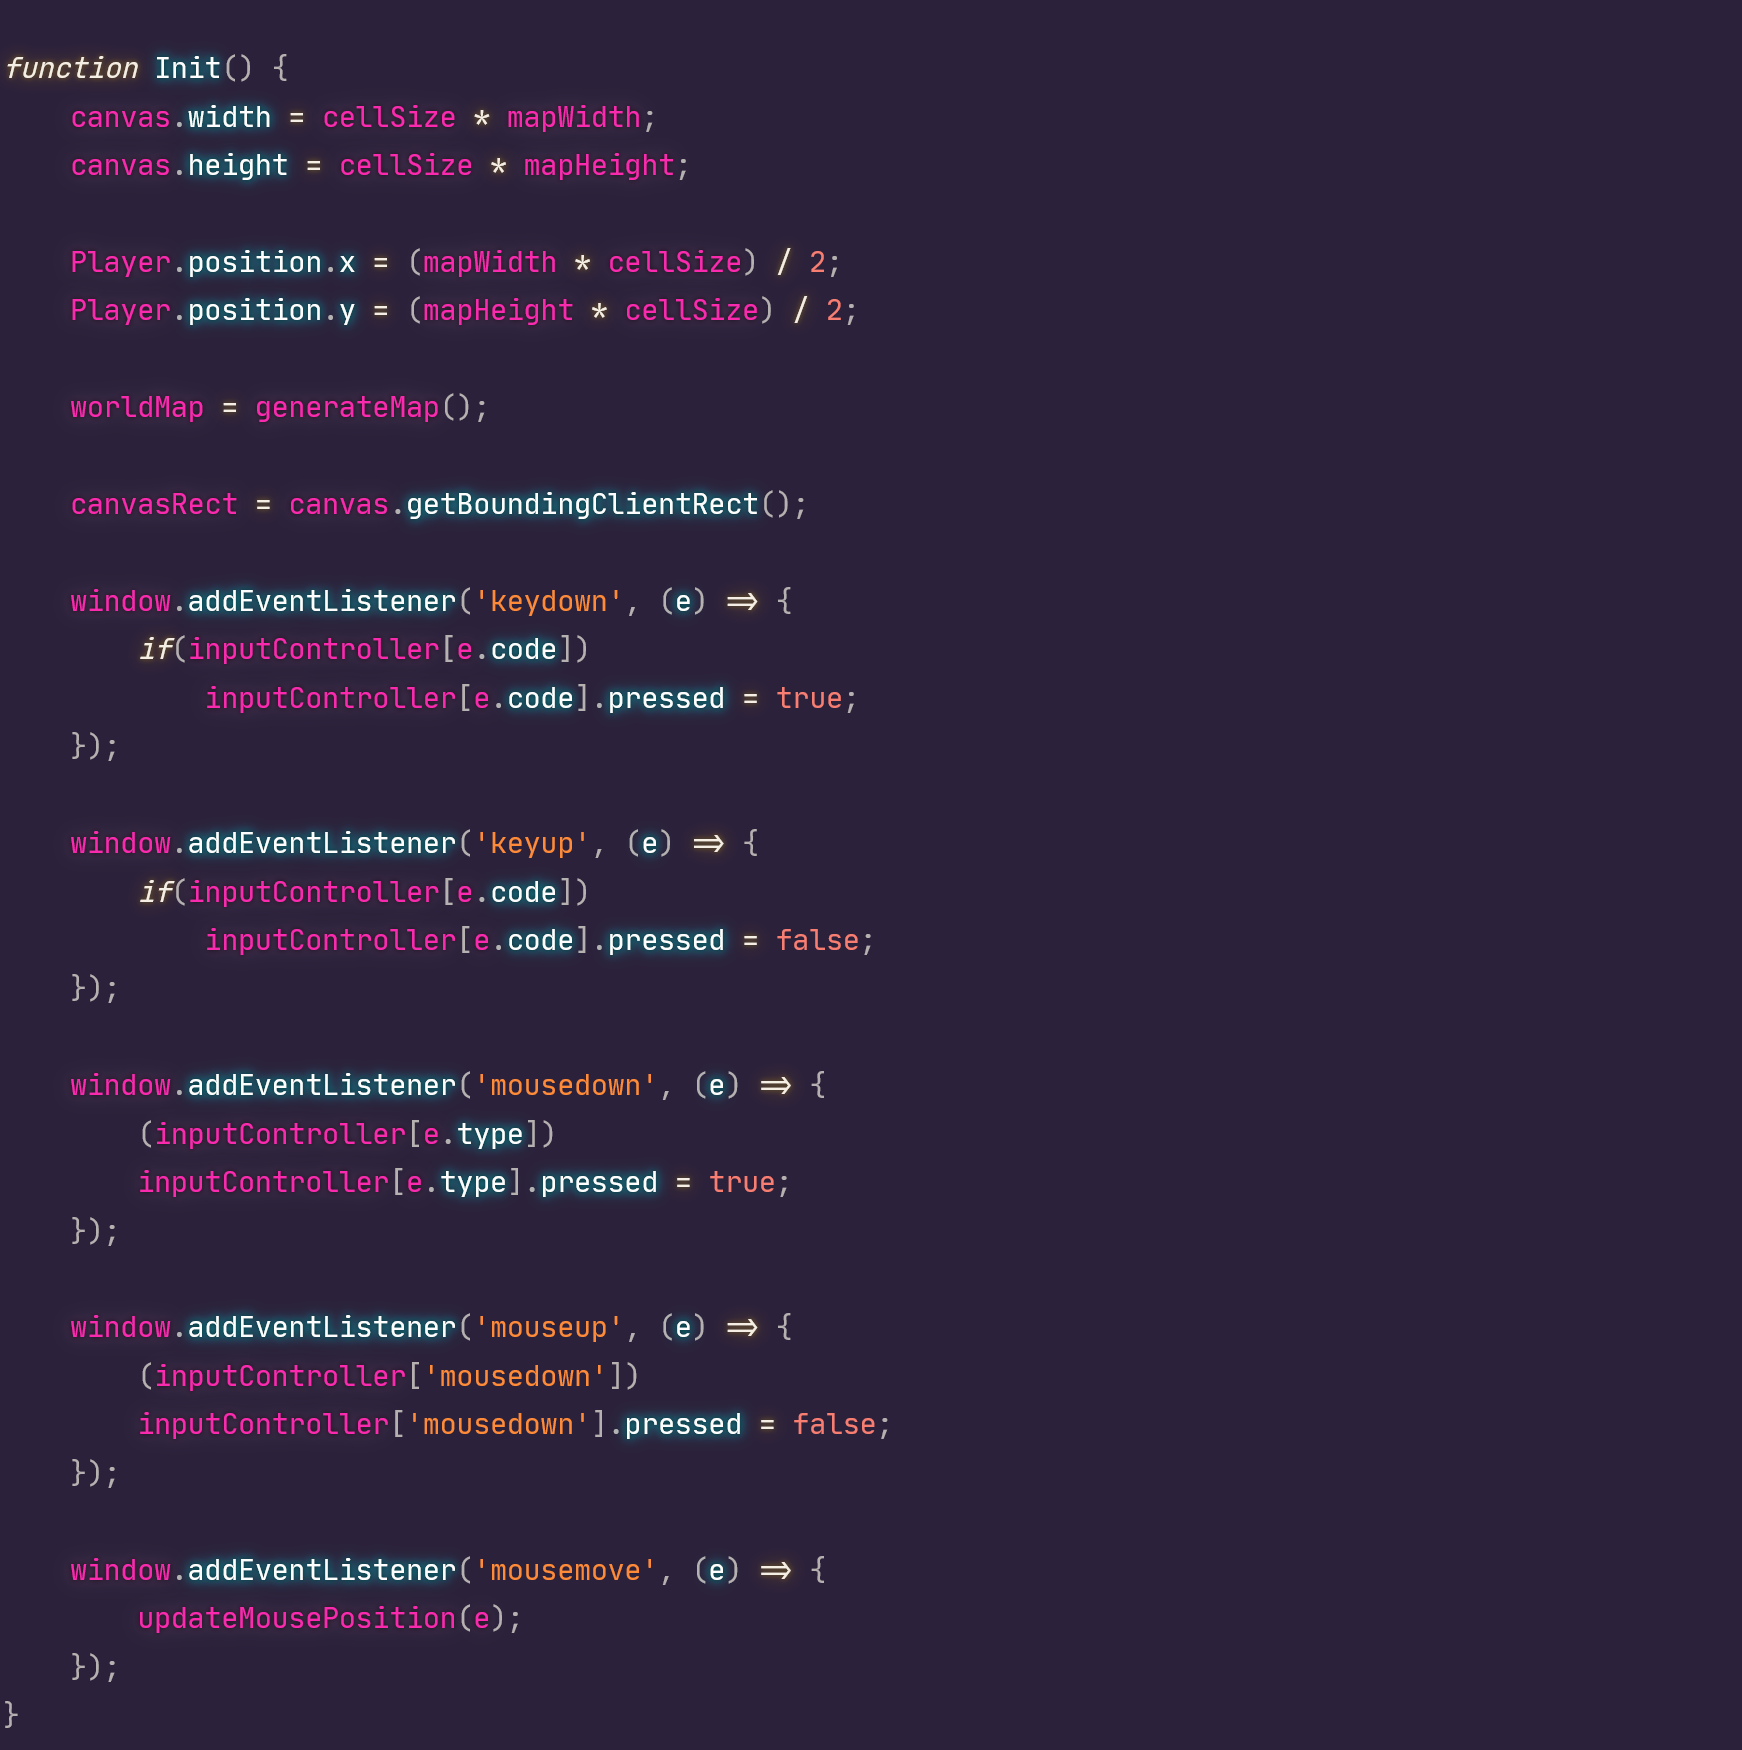 function Init() {
    canvas.width = cellSize * mapWidth;
    canvas.height = cellSize * mapHeight;

    Player.position.x = (mapWidth * cellSize) / 2;
    Player.position.y = (mapHeight * cellSize) / 2;

    worldMap = generateMap();

    canvasRect = canvas.getBoundingClientRect();

    window.addEventListener('keydown', (e) => {
        if(inputController[e.code])
            inputController[e.code].pressed = true;
    });

    window.addEventListener('keyup', (e) => {
        if(inputController[e.code])
            inputController[e.code].pressed = false;
    });

    window.addEventListener('mousedown', (e) => {
        (inputController[e.type])
        inputController[e.type].pressed = true;
    });

    window.addEventListener('mouseup', (e) => {
        (inputController['mousedown'])
        inputController['mousedown'].pressed = false;
    });

    window.addEventListener('mousemove', (e) => {
        updateMousePosition(e);
    });
}